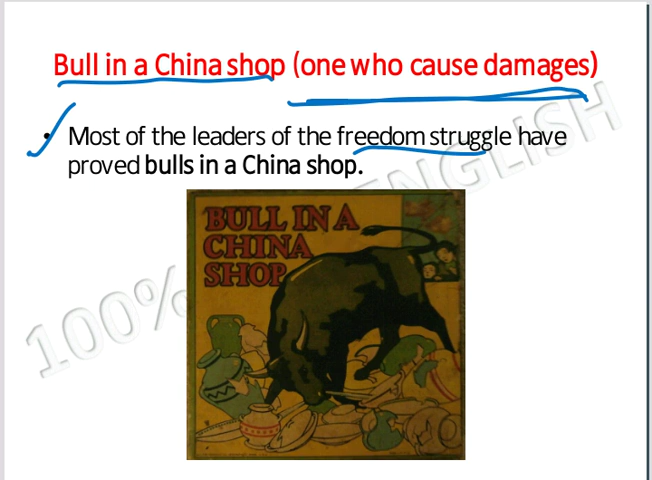 Bull in a China shop (one who cause damages)
• Most of the leaders of the freedom struggle have
proved bulls in a China shop.
BULL IN A
CHINA
SHOP
100% ENGLISH